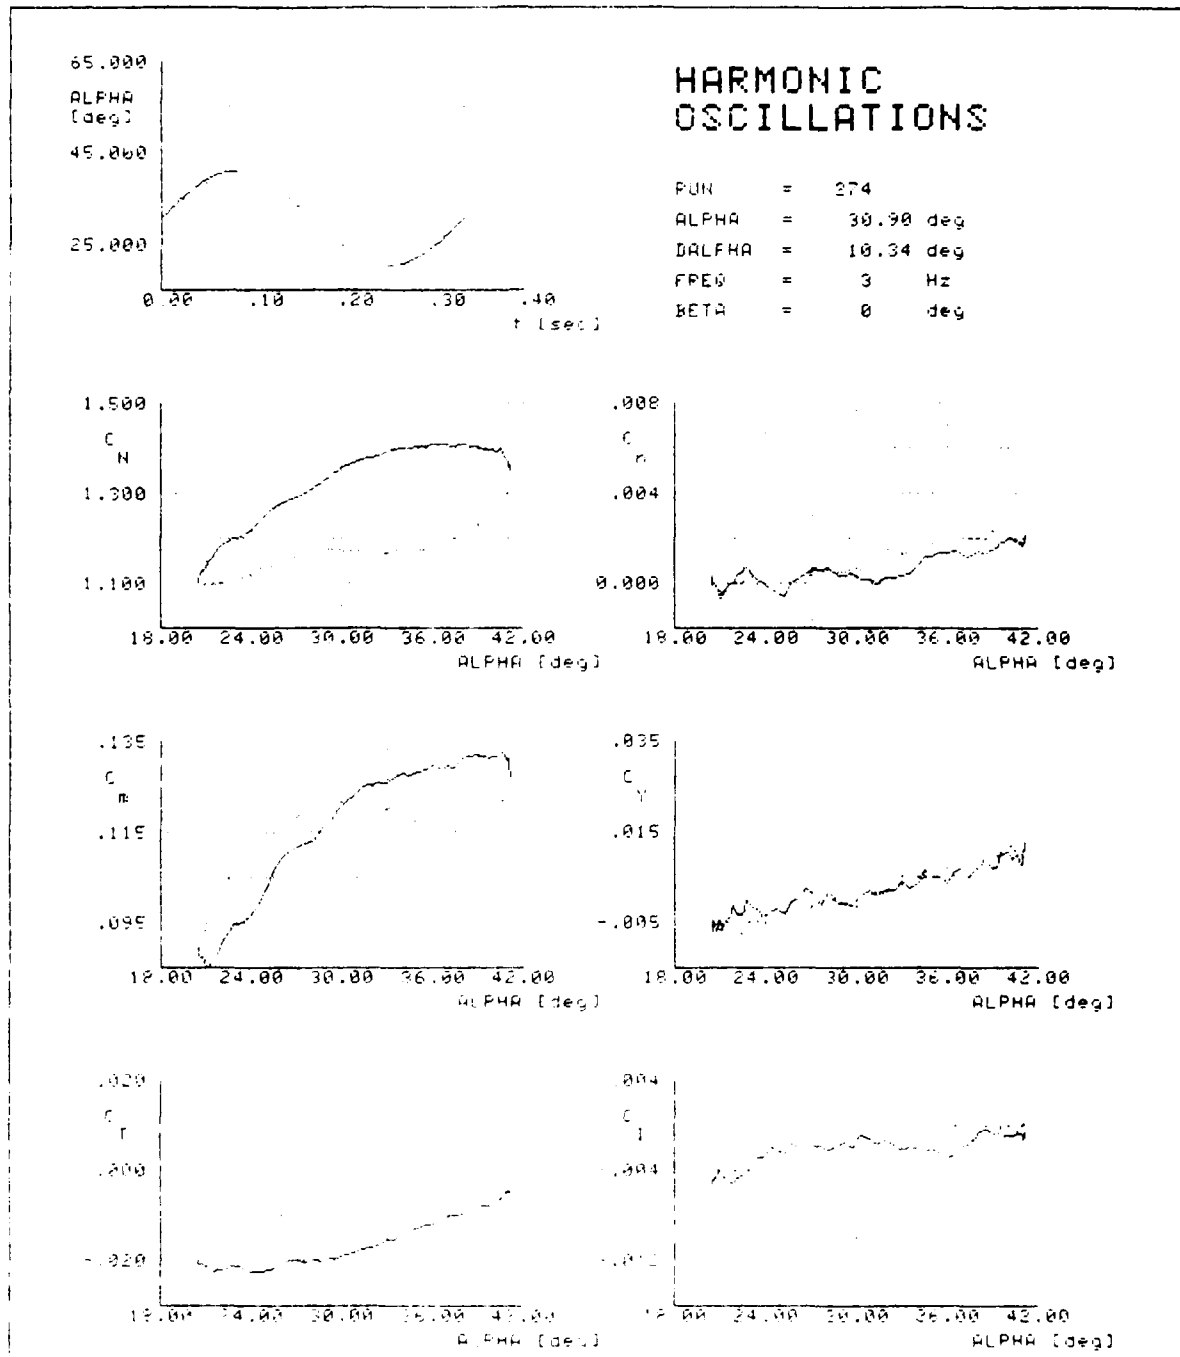 65.000
ALPHA
[deg]
45.000
25.000
0.00 .10 .20 .30 .40
t [sec]
HARMONIC
OSCILLATIONS
RUN = 274
ALPHA = 30.90 deg
DALPHA = 10.34 deg
FREQ = 3 Hz
BETA = 0 deg
1.500
C N
1.300
1.100
18.00 24.00 30.00 36.00 42.00
ALPHA [deg]
.008
C n
.004
0.000
18.00 24.00 30.00 36.00 42.00
ALPHA [deg]
.135
C m
.115
.095
18.00 24.00 30.00 36.00 42.00
ALPHA [deg]
.035
C Y
.015
-.005
18.00 24.00 30.00 36.00 42.00
ALPHA [deg]
.020
C T
.000
-.020
18.00 24.00 30.00 36.00 42.00
ALPHA [deg]
.004
C l
-.004
-.012
18.00 24.00 30.00 36.00 42.00
ALPHA [deg]